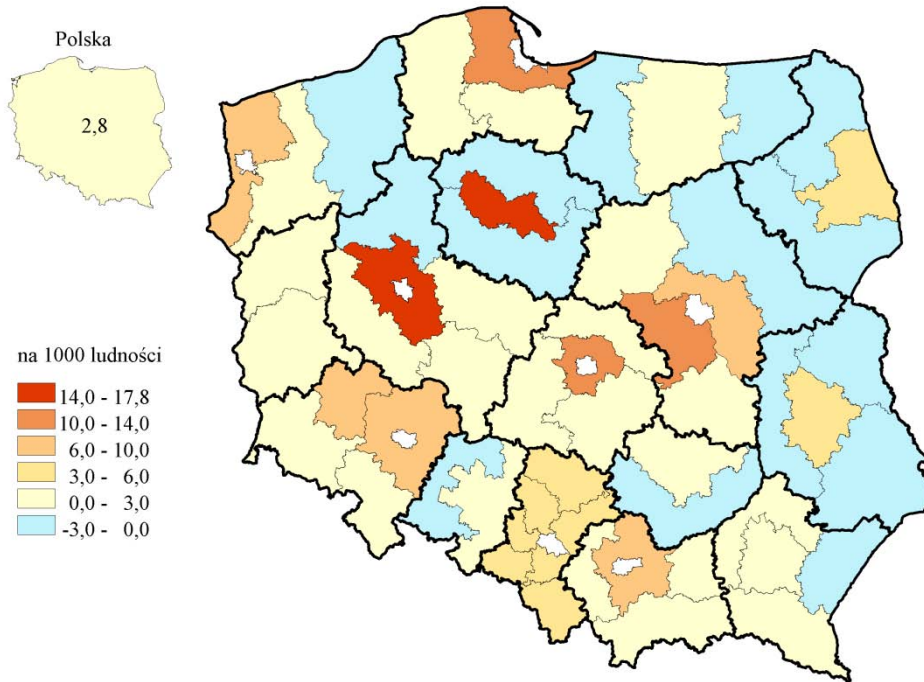 Polska
2,8
na 1000 ludności
14,0 - 17,8
10,0 - 14,0
6,0 - 10,0
3,0 - 6,0
0,0 - 3,0
-3,0 - 0,0